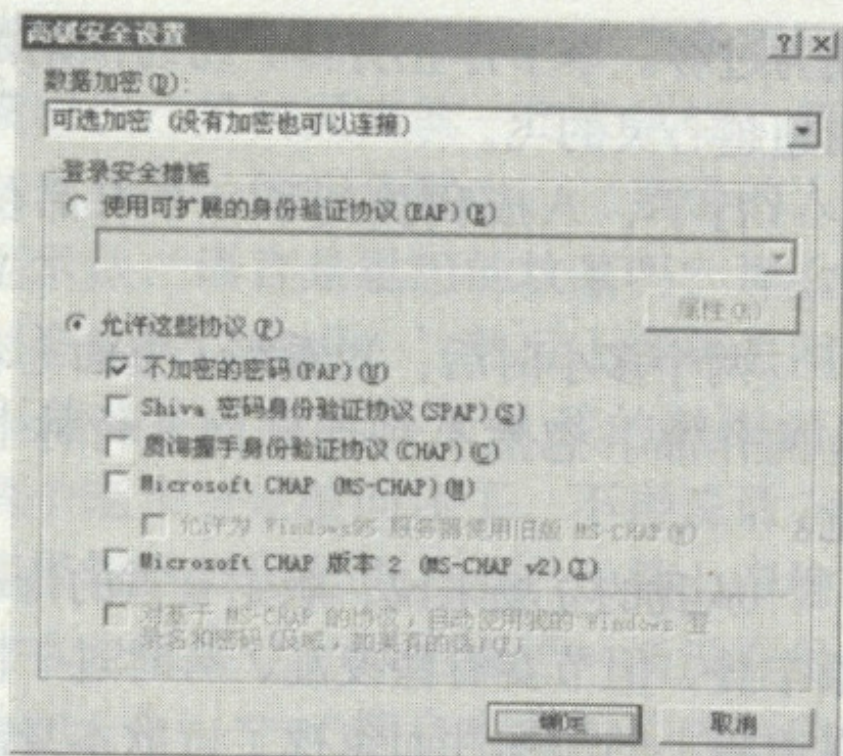 高级安全设置
数据加密(D):
可选加密 (没有加密也可以连接)
登录安全措施
使用可扩展的身份验证协议(EAP)(E)
属性(R)
允许这些协议(P)
不加密的密码(PAP)(U)
Shiva 密码身份验证协议(SPAP)(S)
质询握手身份验证协议(CHAP)(C)
Microsoft CHAP (MS-CHAP)(M)
允许为 Windows95 服务器使用旧版 MS-CHAP(W)
Microsoft CHAP 版本 2 (MS-CHAP v2)(I)
对基于 MS-CHAP 的协议，自动使用我的 Windows 登
录名和密码(及域，如果有的话)(F)
确定 取消